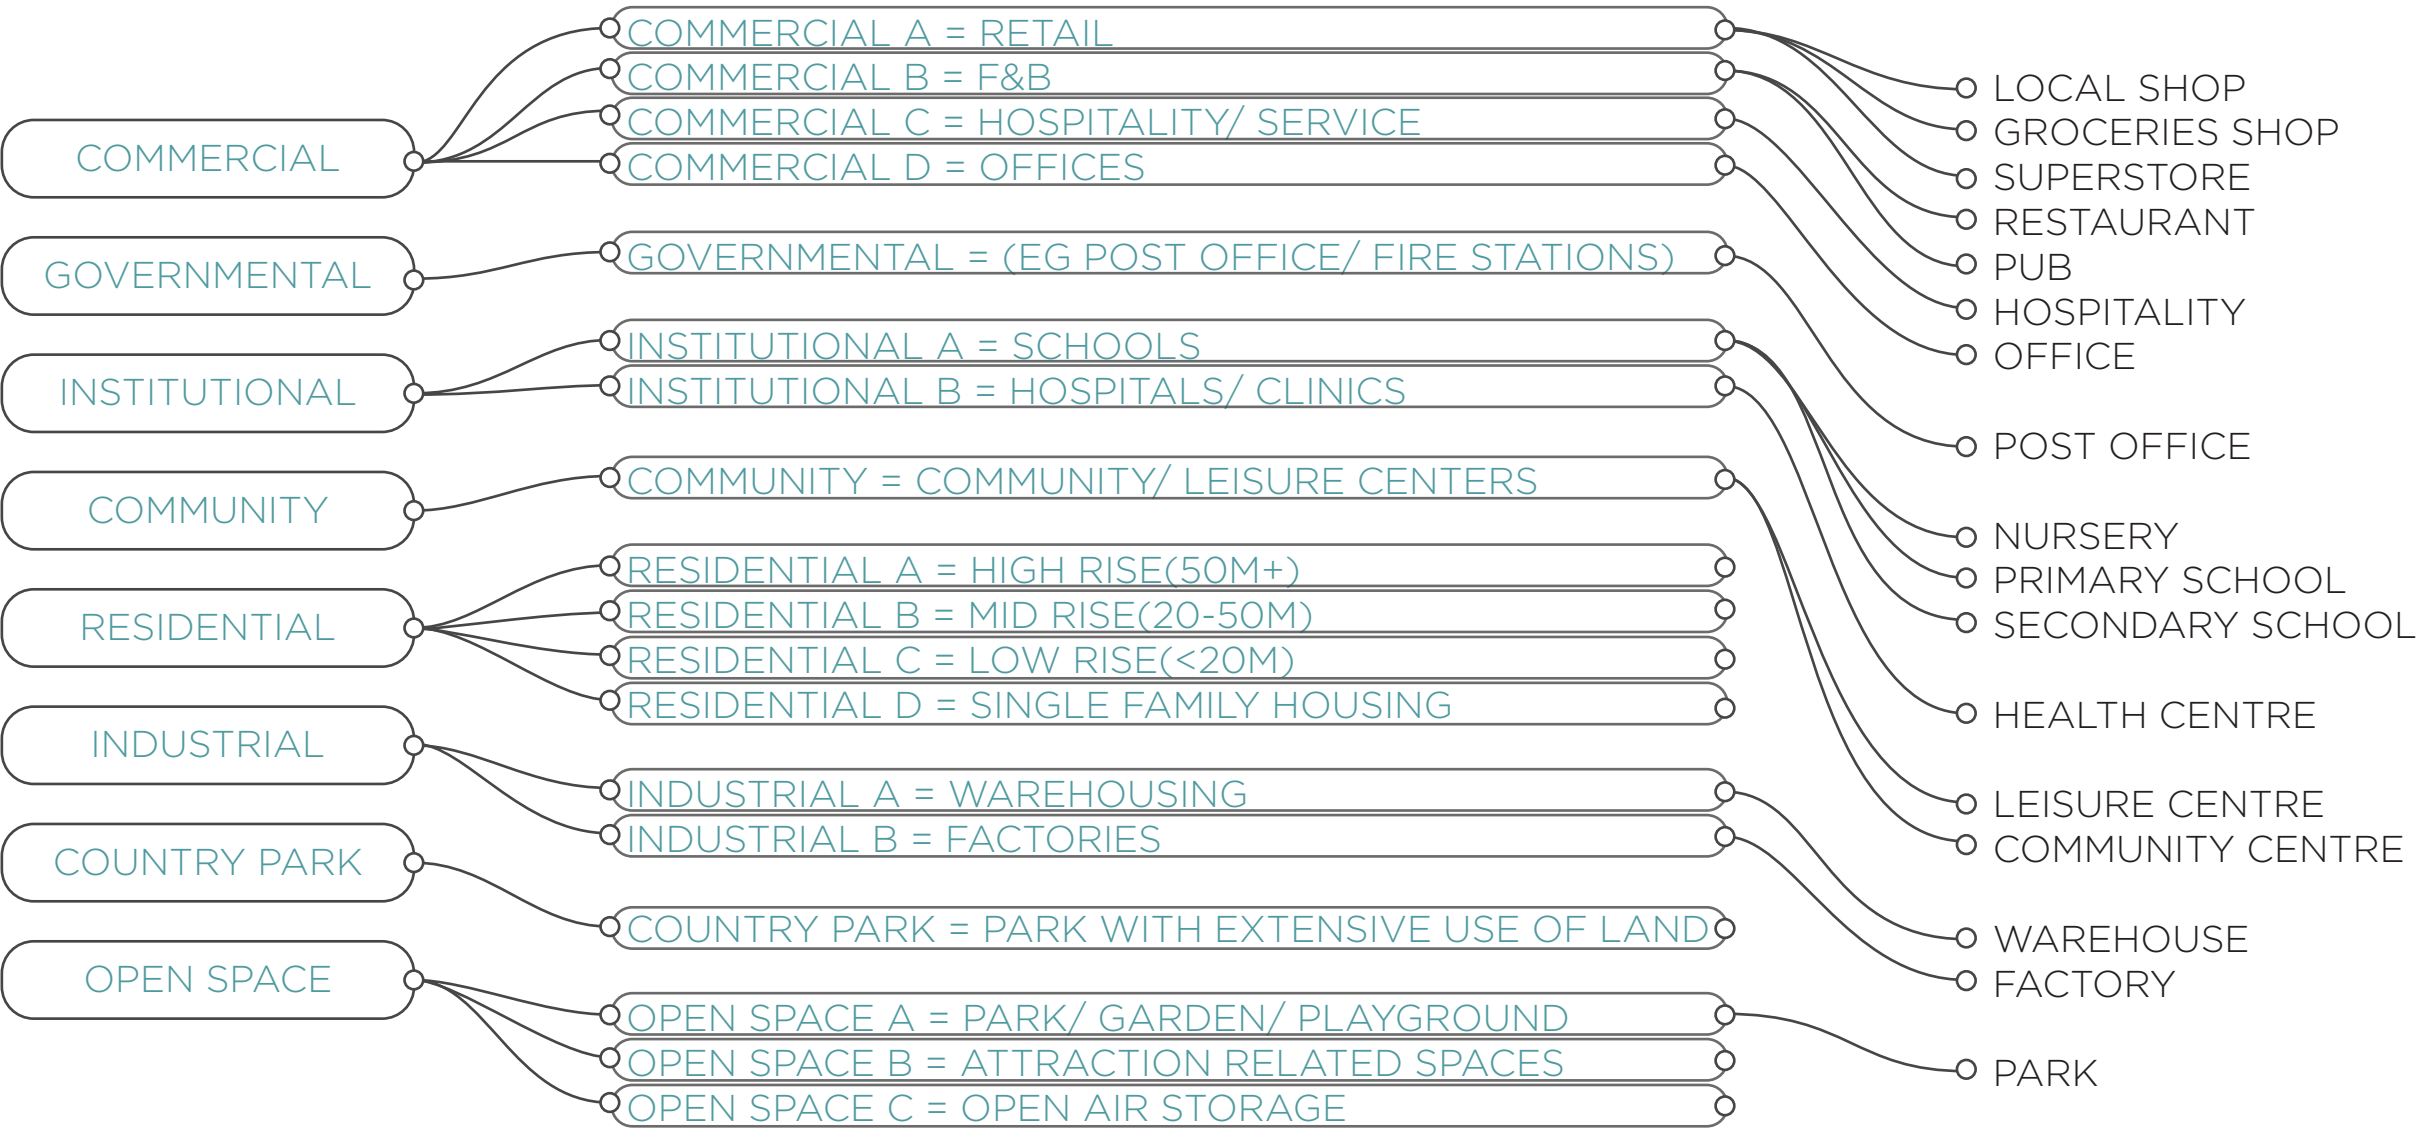 COMMERCIAL
GOVERNMENTAL
INSTITUTIONAL
COMMUNITY
RESIDENTIAL
INDUSTRIAL
COUNTRY PARK
OPEN SPACE
COMMERCIAL A = RETAIL
COMMERCIAL B = F&B
COMMERCIAL C = HOSPITALITY/ SERVICE
COMMERCIAL D = OFFICES
GOVERNMENTAL = (EG POST OFFICE/ FIRE STATIONS)
INSTITUTIONAL A = SCHOOLS
INSTITUTIONAL B = HOSPITALS/ CLINICS
COMMUNITY = COMMUNITY/ LEISURE CENTERS
RESIDENTIAL A = HIGH RISE(50M+)
RESIDENTIAL B = MID RISE(20-50M)
RESIDENTIAL C = LOW RISE(<20M)
RESIDENTIAL D = SINGLE FAMILY HOUSING
INDUSTRIAL A = WAREHOUSING
INDUSTRIAL B = FACTORIES
COUNTRY PARK = PARK WITH EXTENSIVE USE OF LAND
OPEN SPACE A = PARK/ GARDEN/ PLAYGROUND
OPEN SPACE B = ATTRACTION RELATED SPACES
OPEN SPACE C = OPEN AIR STORAGE
LOCAL SHOP
GROCERIES SHOP
SUPERSTORE
RESTAURANT
PUB
HOSPITALITY
OFFICE
POST OFFICE
NURSERY
PRIMARY SCHOOL
SECONDARY SCHOOL
HEALTH CENTRE
LEISURE CENTRE
COMMUNITY CENTRE
WAREHOUSE
FACTORY
PARK